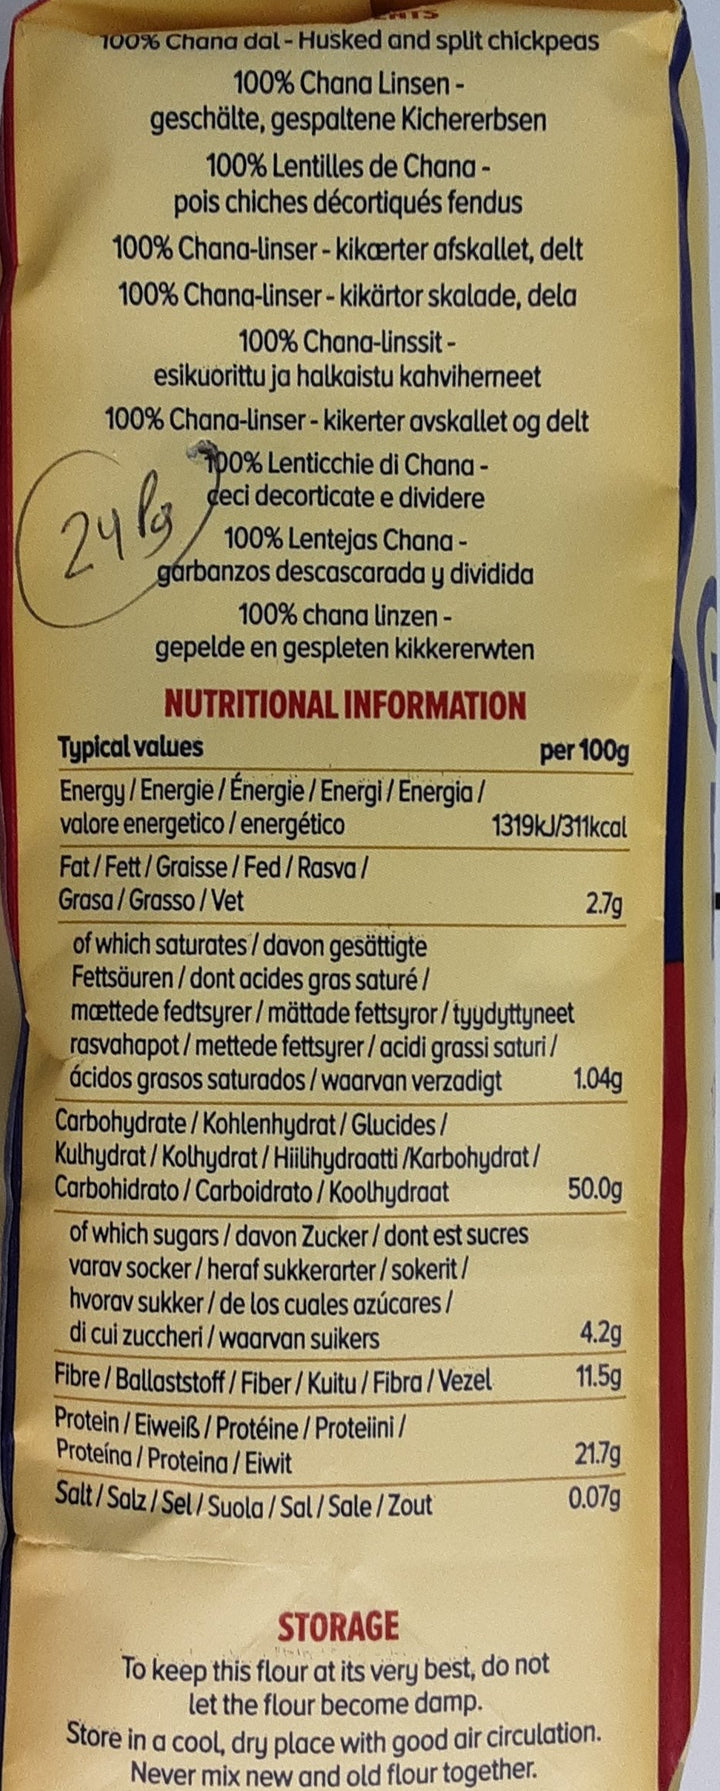 100% Chana dal - Husked and split chickpeas
100% Chana Linsen -
geschälte, gespaltene Kichererbsen
100% Lentilles de Chana -
pois chiches décortiqués fendus
100% Chana-linser - kikærter afskallet, delt
100% Chana-linser - kikärtor skalade, dela
100% Chana-linssit -
esikuorittu ja halkaistu kahviherneet
100% Chana-linser - kikerter avskallet og delt
100% Lenticchie di Chana -
ceci decorticate e dividere
24
100% Lentejas Chana -
garbanzos descascarada y dividida
100% chana linzen -
gepelde en gespleten kikkererwten
NUTRITIONAL INFORMATION
Typical values per 100g
Energy / Energie / Énergie / Energi / Energia /
valore energetico / energético 1319kJ/311kcal
Fat / Fett / Graisse / Fed / Rasva /
Grasa / Grasso / Vet 2.7g
of which saturates / davon gesättigte
Fettsäuren / dont acides gras saturé /
mættede fedtsyrer / mättade fettsyror / tyydyttyneet
rasvahapot / mettede fettsyrer / acidi grassi saturi /
ácidos grasos saturados / waarvan verzadigt 1.04g
Carbohydrate / Kohlenhydrat / Glucides /
Kulhydrat / Kolhydrat / Hiilihydraatti /Karbohydrat /
Carbohidrato / Carboidrato / Koolhydraat 50.0g
of which sugars / davon Zucker / dont est sucres
varav socker / heraf sukkerarter / sokerit /
hvorav sukker / de los cuales azúcares /
di cui zuccheri / waarvan suikers 4.2g
Fibre / Ballaststoff / Fiber / Kuitu / Fibra / Vezel 11.5g
Protein / Eiweiß / Protéine / Proteiini /
Proteína / Proteina / Eiwit 21.7g
Salt / Salz / Sel / Suola / Sal / Sale / Zout 0.07g
STORAGE
To keep this flour at its very best, do not
let the flour become damp.
Store in a cool, dry place with good air circulation.
Never mix new and old flour together.